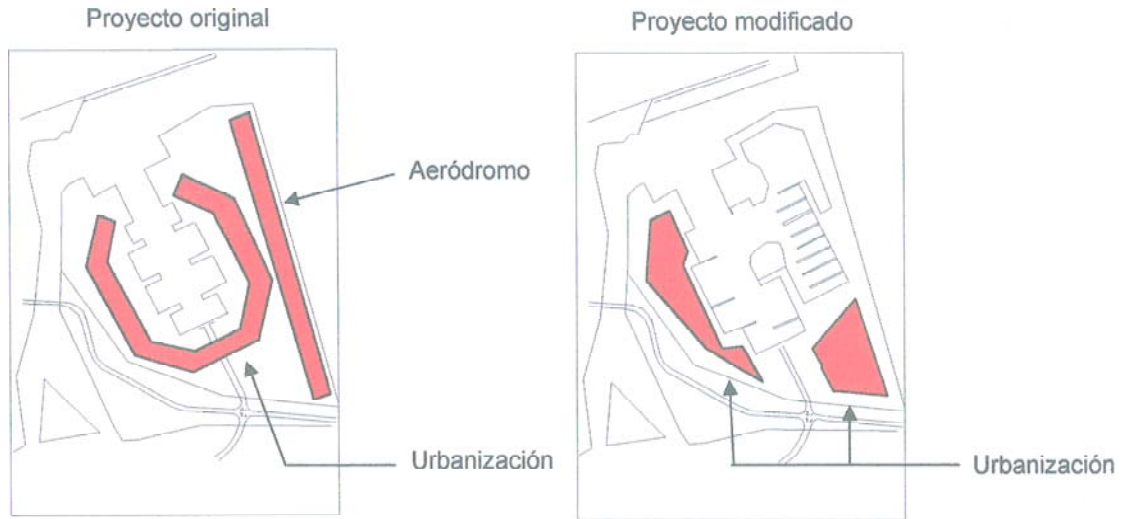 Proyecto original
Proyecto modificado
Aeródromo
Urbanización
Urbanización